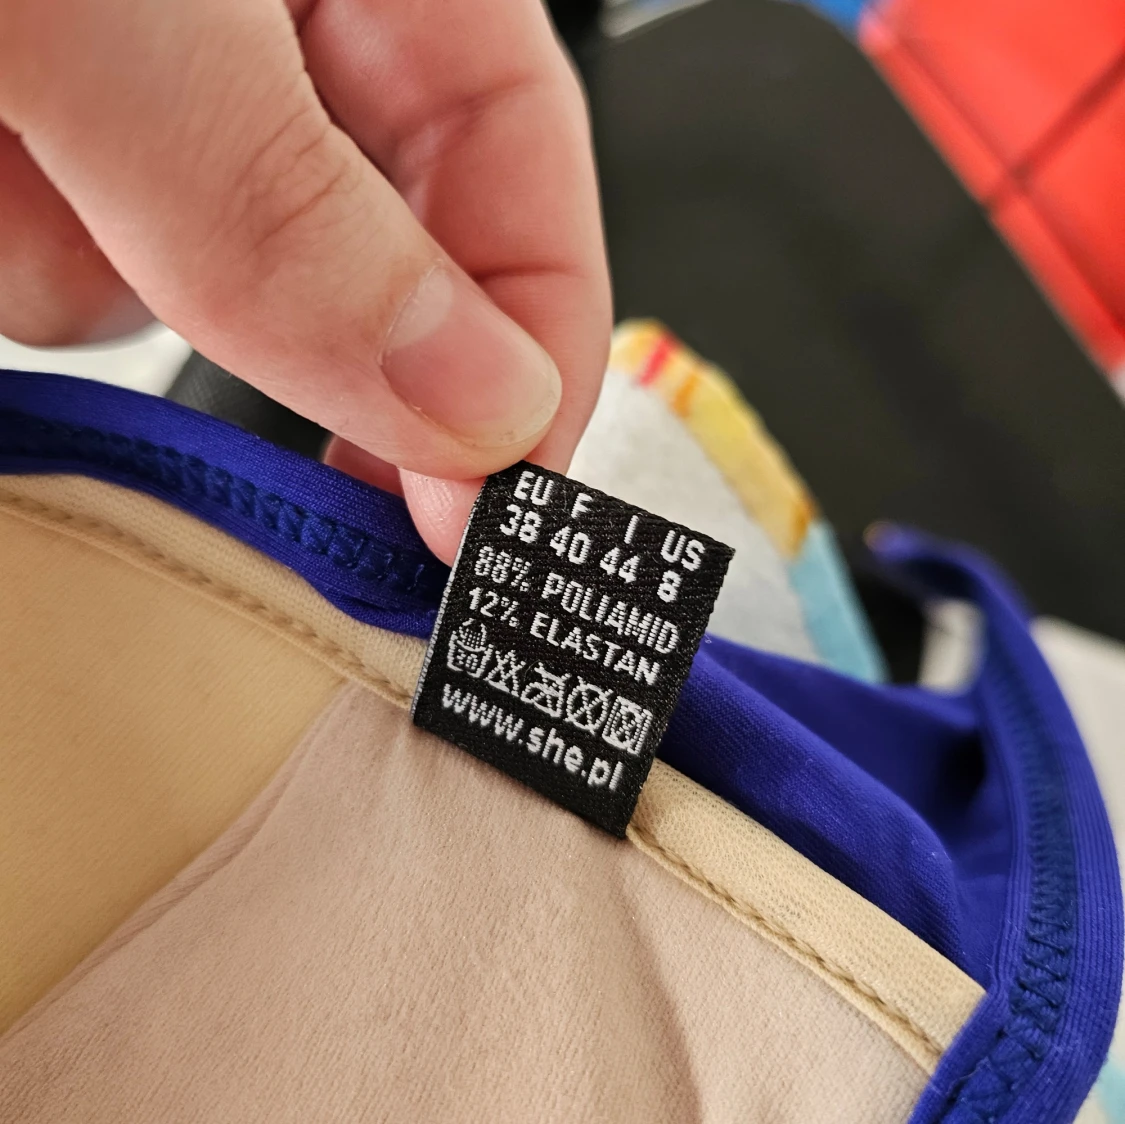 EU F I US
38 40 44 8
88% POLIAMID
12% ELASTAN
www.she.pl